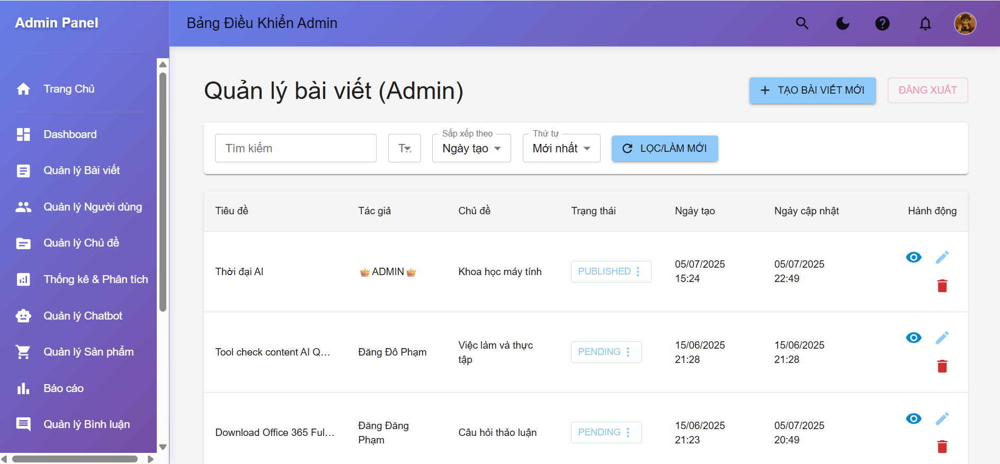 Admin Panel
Bảng Điều Khiển Admin
Trang Chủ
Dashboard
Quản lý Bài viết
Quản lý Người dùng
Quản lý Chủ đề
Thống kê & Phân tích
Quản lý Chatbot
Quản lý Sản phẩm
Báo cáo
Quản lý Bình luận
Quản lý bài viết (Admin)
TẠO BÀI VIẾT MỚI
ĐĂNG XUẤT
Tìm kiếm
T..
Sắp xếp theo
Ngày tạo
Thứ tự
Mới nhất
LỌC/LÀM MỚI
Tiêu đề Tác giả Chủ đề Trạng thái Ngày tạo Ngày cập nhật Hành động
Thời đại AI
ADMIN
Khoa học máy tính
PUBLISHED
05/07/2025
15:24
05/07/2025
22:49
Tool check content AI Q...
Đăng Đô Phạm
Việc làm và thực
tập
PENDING
15/06/2025
21:28
15/06/2025
21:28
Download Office 365 Ful...
Đăng Đăng
Phạm
Câu hỏi thảo luận
PENDING
15/06/2025
21:23
05/07/2025
20:49